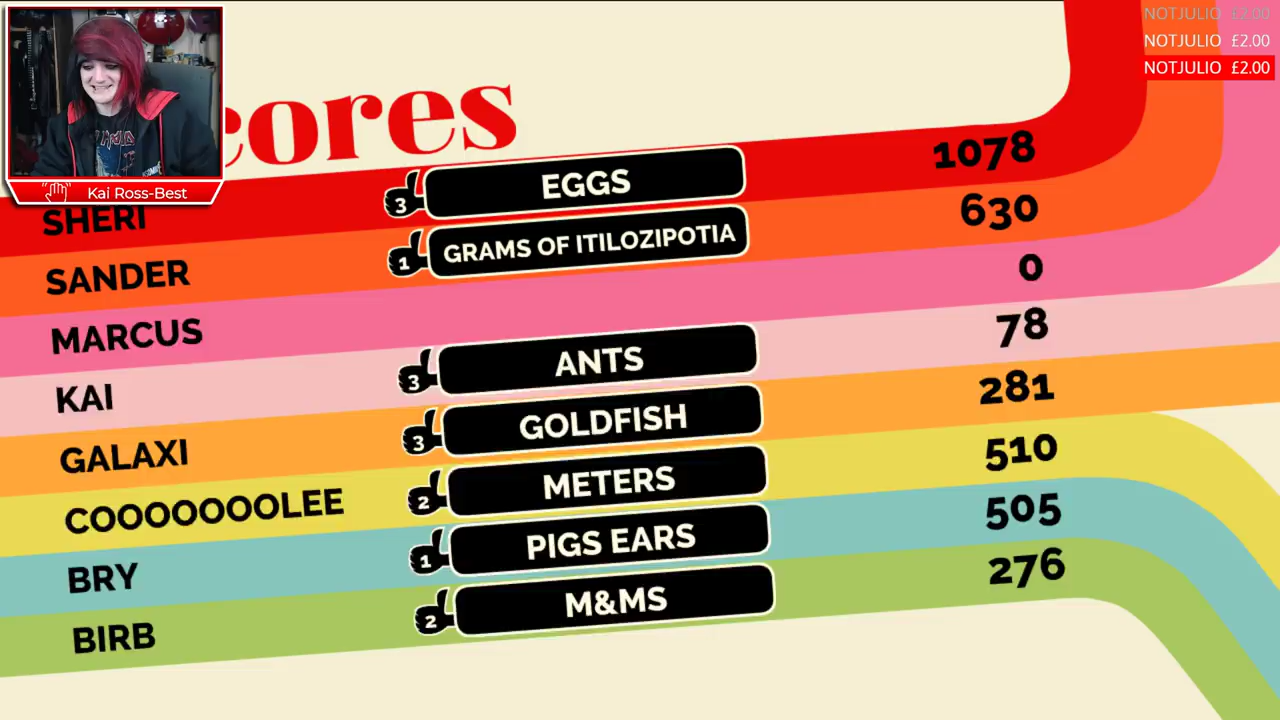 NOTJULIO £2.00
NOTJULIO £2.00
NOTJULIO £2.00
Kai Ross-Best
cores
SHERI 3 EGGS 1078
SANDER 1 GRAMS OF ITILOZIPOTIA 630
MARCUS 0
KAI 3 ANTS 78
GALAXI 3 GOLDFISH 281
COOOOOOOLEE 2 METERS 510
BRY 1 PIGS EARS 505
BIRB 2 M&MS 276